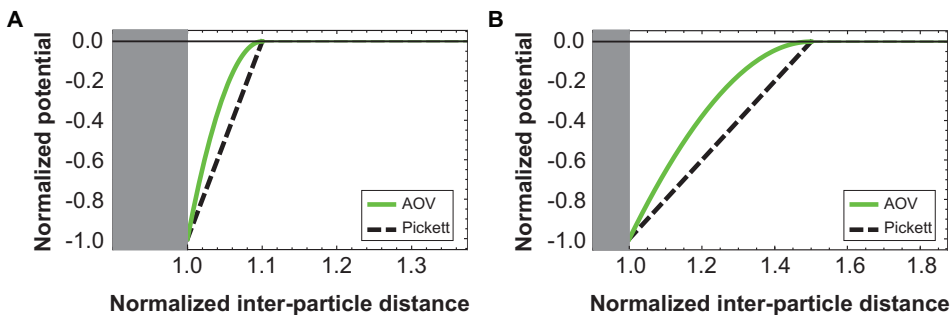 A
Normalized potential
0.0
-0.2
-0.4
-0.6
-0.8
-1.0
AOV
Pickett
1.0 1.1 1.2 1.3
Normalized inter-particle distance
B
Normalized potential
0.0
-0.2
-0.4
-0.6
-0.8
-1.0
AOV
Pickett
1.0 1.2 1.4 1.6 1.8
Normalized inter-particle distance